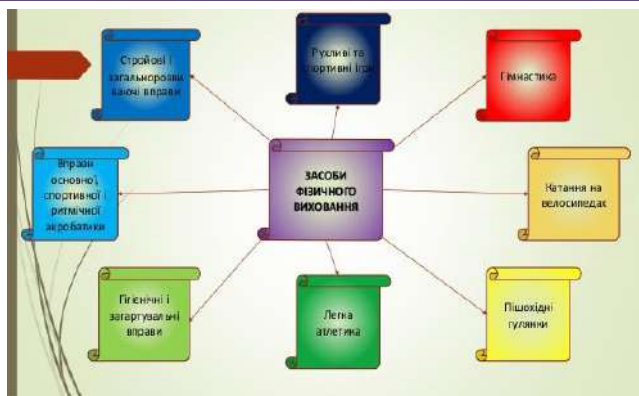 Стройові і
загальнорозви
ваючі вправи
Рухливі та
спортивні ігри
Гімнастика
Вправи
основної,
спортивної і
ритмічної
акробатики
ЗАСОБИ
ФІЗИЧНОГО
ВИХОВАННЯ
Катання на
велосипедах
Гігієнічні і
загартувальні
вправи
Легка
атлетика
Пішохідні
гулянки